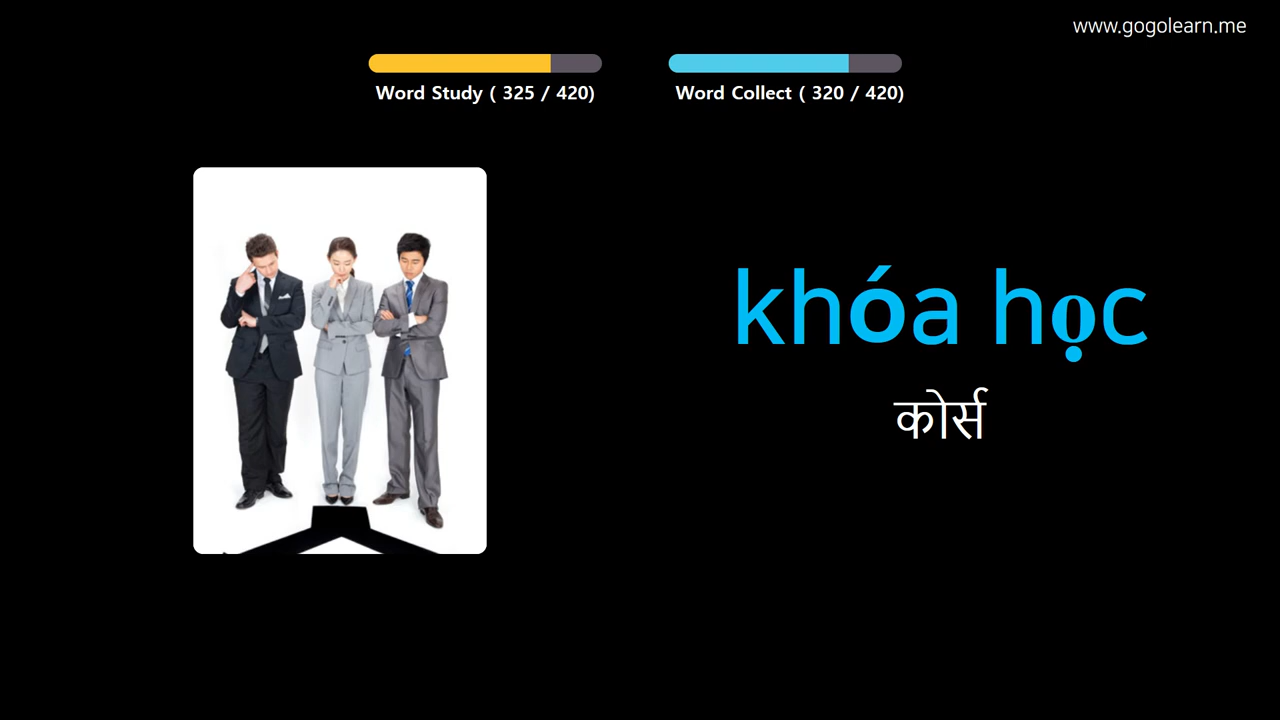 www.gogolearn.me
Word Study ( 325 / 420)
Word Collect ( 320 / 420)
khóa học
कोर्स